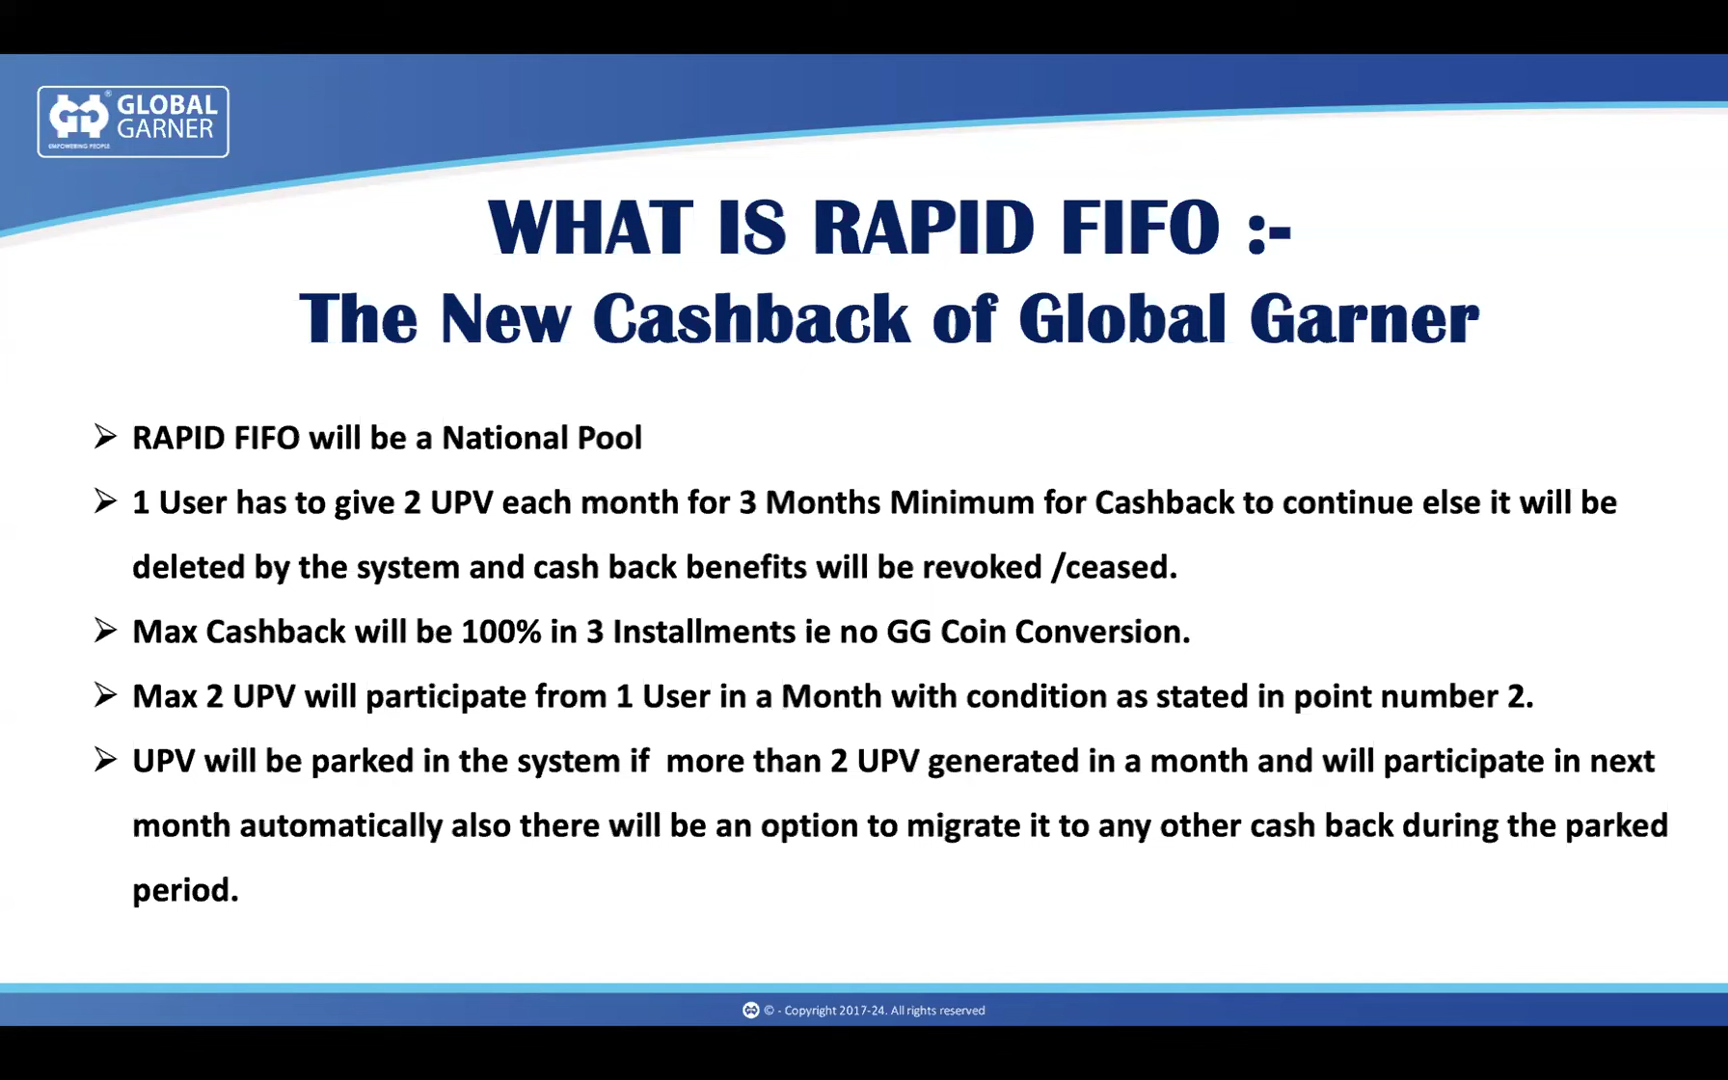 GLOBAL
GARNER
EMPOWERING PEOPLE
WHAT IS RAPID FIFO :-
The New Cashback of Global Garner
➢ RAPID FIFO will be a National Pool
➢ 1 User has to give 2 UPV each month for 3 Months Minimum for Cashback to continue else it will be
deleted by the system and cash back benefits will be revoked /ceased.
➢ Max Cashback will be 100% in 3 Installments ie no GG Coin Conversion.
➢ Max 2 UPV will participate from 1 User in a Month with condition as stated in point number 2.
➢ UPV will be parked in the system if  more than 2 UPV generated in a month and will participate in next
month automatically also there will be an option to migrate it to any other cash back during the parked
period.
© - Copyright 2017-24. All rights reserved